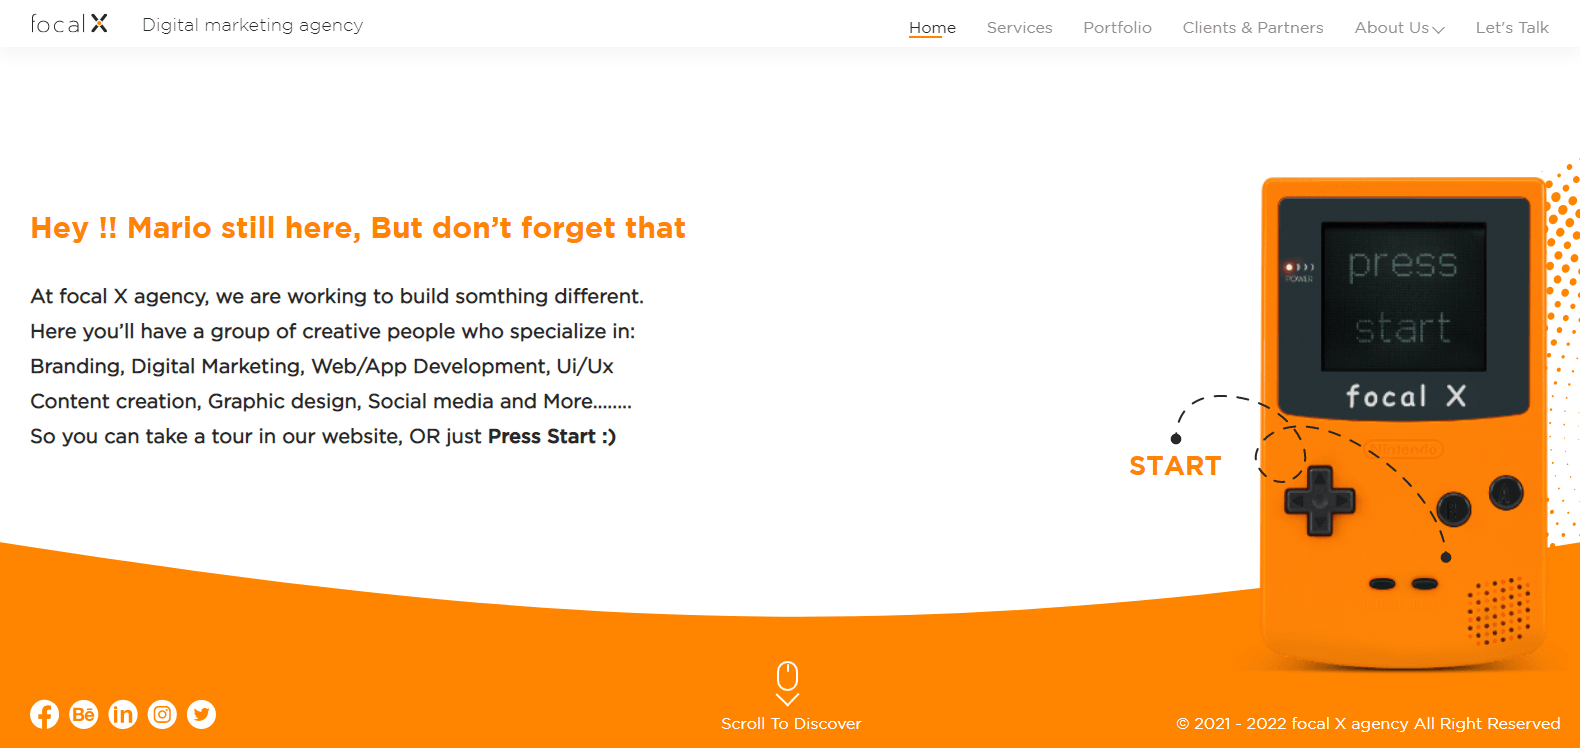 focal X
Digital marketing agency
Home
Services
Portfolio
Clients & Partners
About Us
Let's Talk
Hey !! Mario still here, But don’t forget that
At focal X agency, we are working to build somthing different.
Here you’ll have a group of creative people who specialize in:
Branding, Digital Marketing, Web/App Development, Ui/Ux
Content creation, Graphic design, Social media and More........
So you can take a tour in our website, OR just Press Start :)
press
start
POWER
focal X
Nintendo
START
B
A
Bē
in
Scroll To Discover
© 2021 - 2022 focal X agency All Right Reserved